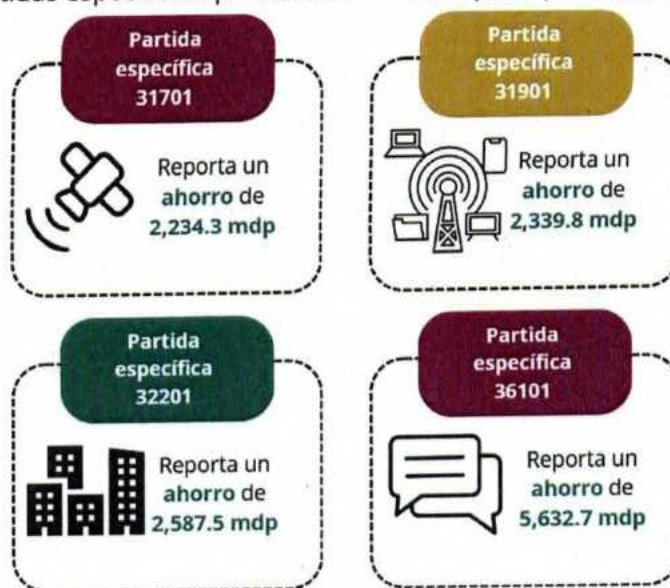 Partida
específica
31701
Reporta un
ahorro de
2,234.3 mdp
Partida
específica
31901
Reporta un
ahorro de
2,339.8 mdp
Partida
específica
32201
Reporta un
ahorro de
2,587.5 mdp
Partida
específica
36101
Reporta un
ahorro de
5,632.7 mdp